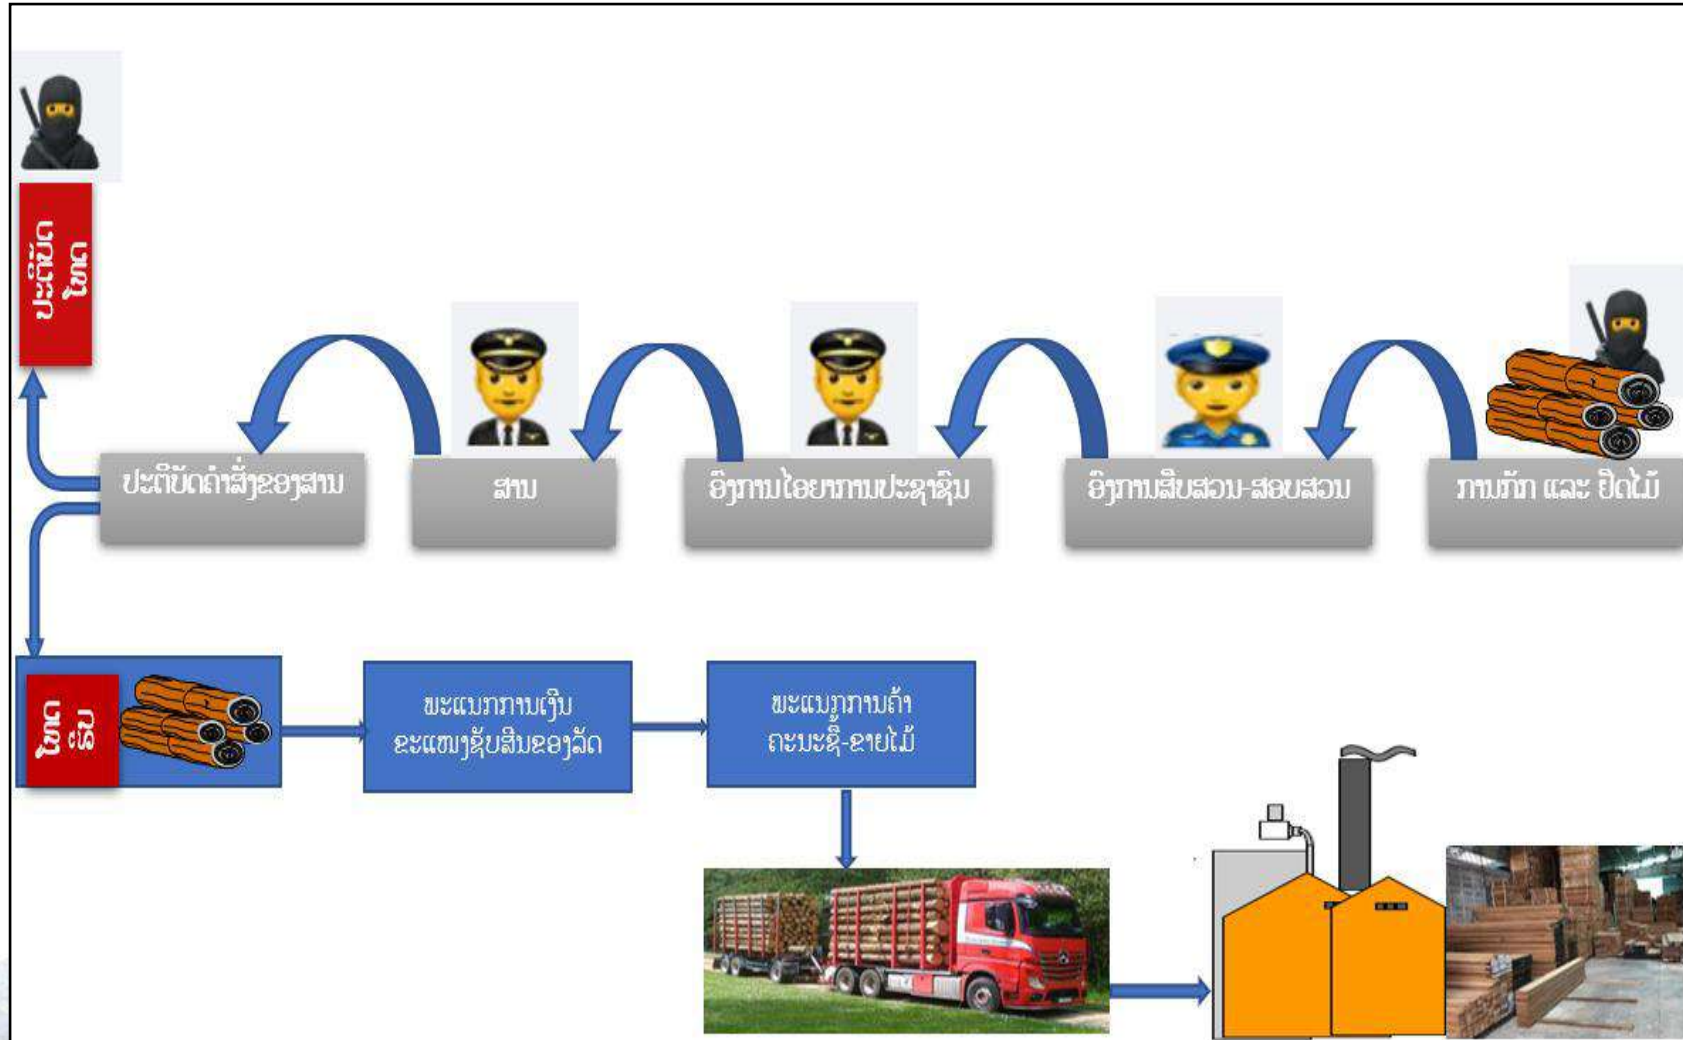 ປະຕິບັດ
ໂທດ
ປະຕິບັດຄຳສັ່ງຂອງສານ
ສານ
ອົງການໄອຍາການປະຊາຊົນ
ອົງການສືບສວນ-ສອບສວນ
ການກັກ ແລະ ຢຶດໄມ້
ໂທດ
ຮິບ
ພະແນກການເງິນ
ຂະແໜງຊັບສິນຂອງລັດ
ພະແນກການຄ້າ
ຄະນະຊື້-ຂາຍໄມ້